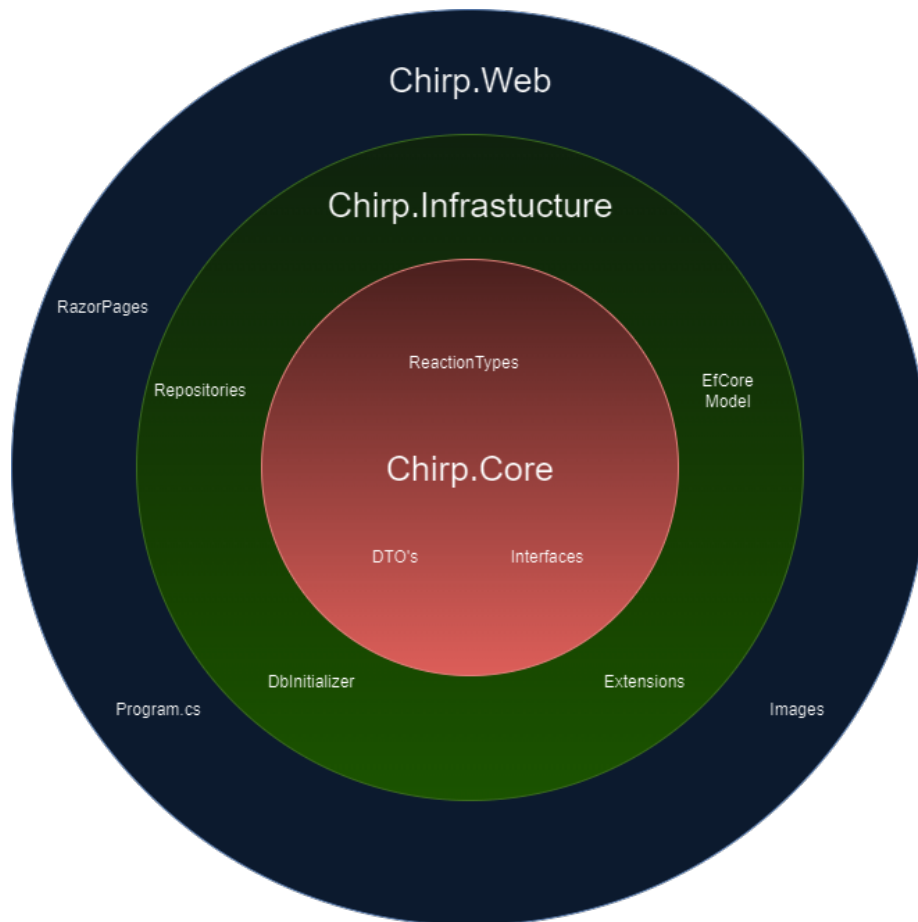 Chirp.Web
Chirp.Infrastucture
RazorPages
ReactionTypes
Repositories
EfCore
Model
Chirp.Core
DTO's
Interfaces
DbInitializer
Extensions
Program.cs
Images